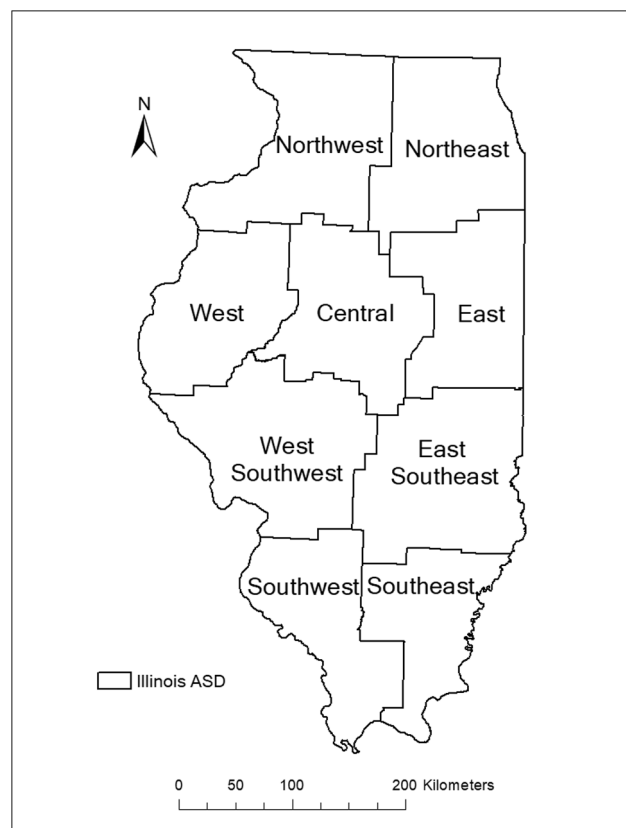 N
Northwest
Northeast
West
Central
East
West
Southwest
East
Southeast
Southwest
Southeast
Illinois ASD
0 50 100 200 Kilometers